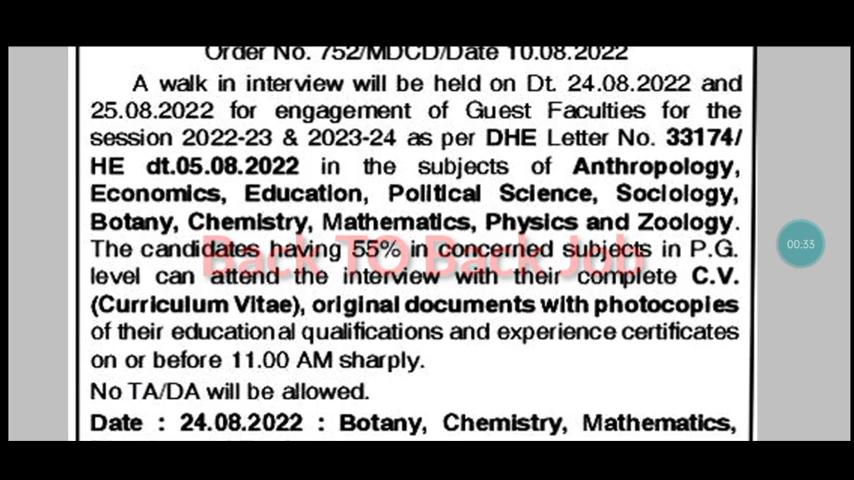 Order No. 752/MDCD/Date 10.08.2022
A walk in interview will be held on Dt. 24.08.2022 and
25.08.2022 for engagement of Guest Faculties for the
session 2022-23 & 2023-24 as per DHE Letter No. 33174/
HE dt.05.08.2022 in the subjects of Anthropology,
Economics, Education, Political Science, Sociology,
Botany, Chemistry, Mathematics, Physics and Zoology.
The candidates having 55% in concerned subjects in P.G.
level can attend the interview with their complete C.V.
(Curriculum Vitae), original documents with photocopies
of their educational qualifications and experience certificates
on or before 11.00 AM sharply.
No TA/DA will be allowed.
Date : 24.08.2022 : Botany, Chemistry, Mathematics,
Back TO Back Job
00:33